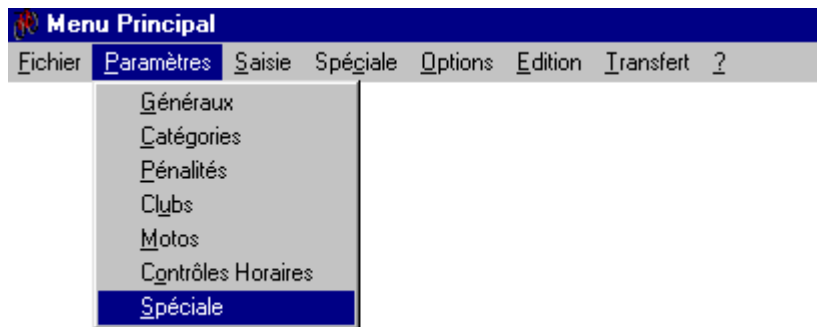 Menu Principal
Fichier Paramètres Saisie Spéciale Options Edition Transfert ?
Généraux
Catégories
Pénalités
Clubs
Motos
Contrôles Horaires
Spéciale